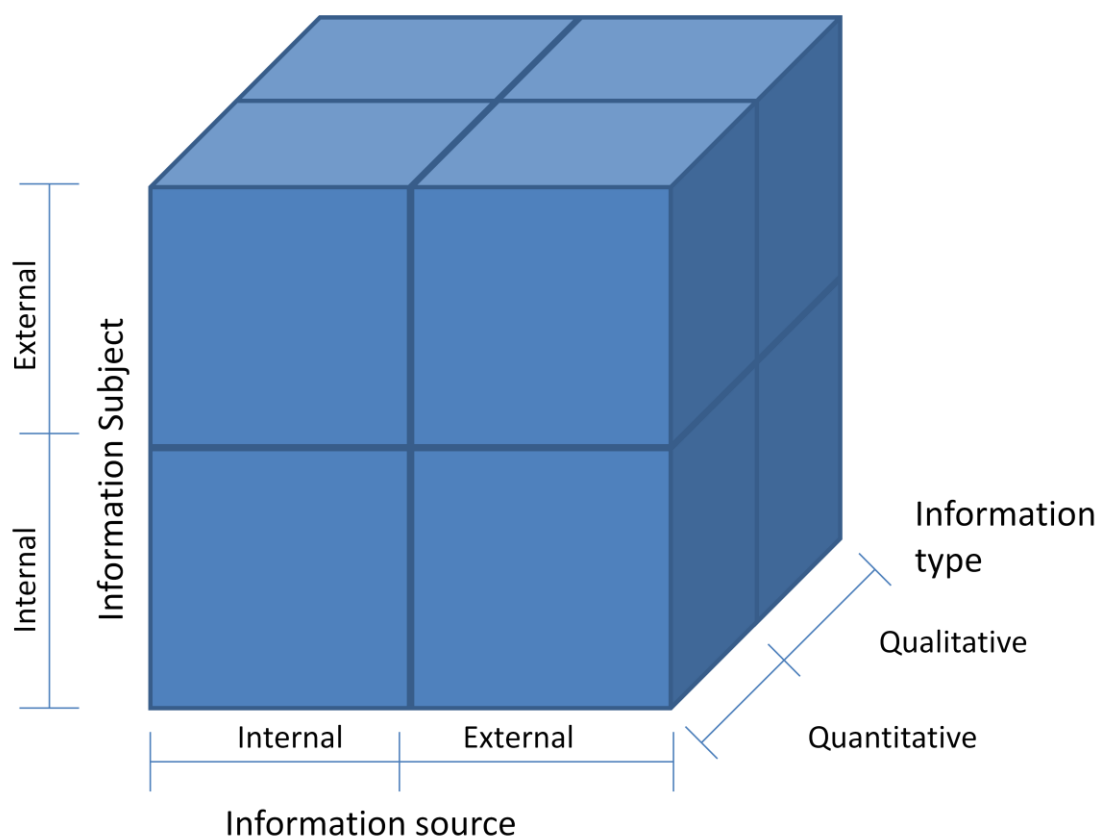 External
Internal
Information Subject
Information
type
Qualitative
Quantitative
Internal
External
Information source